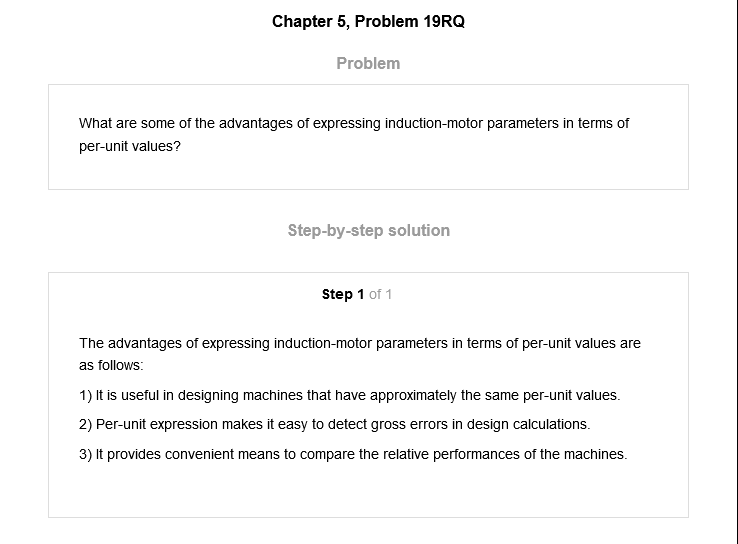 Chapter 5, Problem 19RQ
Problem
What are some of the advantages of expressing induction-motor parameters in terms of
per-unit values?
Step-by-step solution
Step 1 of 1
The advantages of expressing induction-motor parameters in terms of per-unit values are
as follows:
1) It is useful in designing machines that have approximately the same per-unit values.
2) Per-unit expression makes it easy to detect gross errors in design calculations.
3) It provides convenient means to compare the relative performances of the machines.